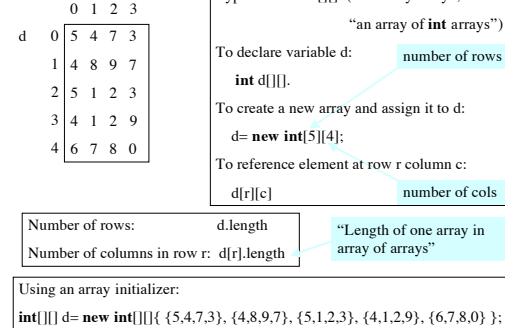 0 1 2 3
d 0 5 4 7 3
1 4 8 9 7
2 5 1 2 3
3 4 1 2 9
4 6 7 8 0
“an array of int arrays”)
To declare variable d:
number of rows
int d[][].
To create a new array and assign it to d:
d= new int[5][4];
To reference element at row r column c:
d[r][c]
number of cols
Number of rows: d.length
Number of columns in row r: d[r].length
“Length of one array in
array of arrays”
Using an array initializer:
int[][] d= new int[][]{ {5,4,7,3}, {4,8,9,7}, {5,1,2,3}, {4,1,2,9}, {6,7,8,0} };